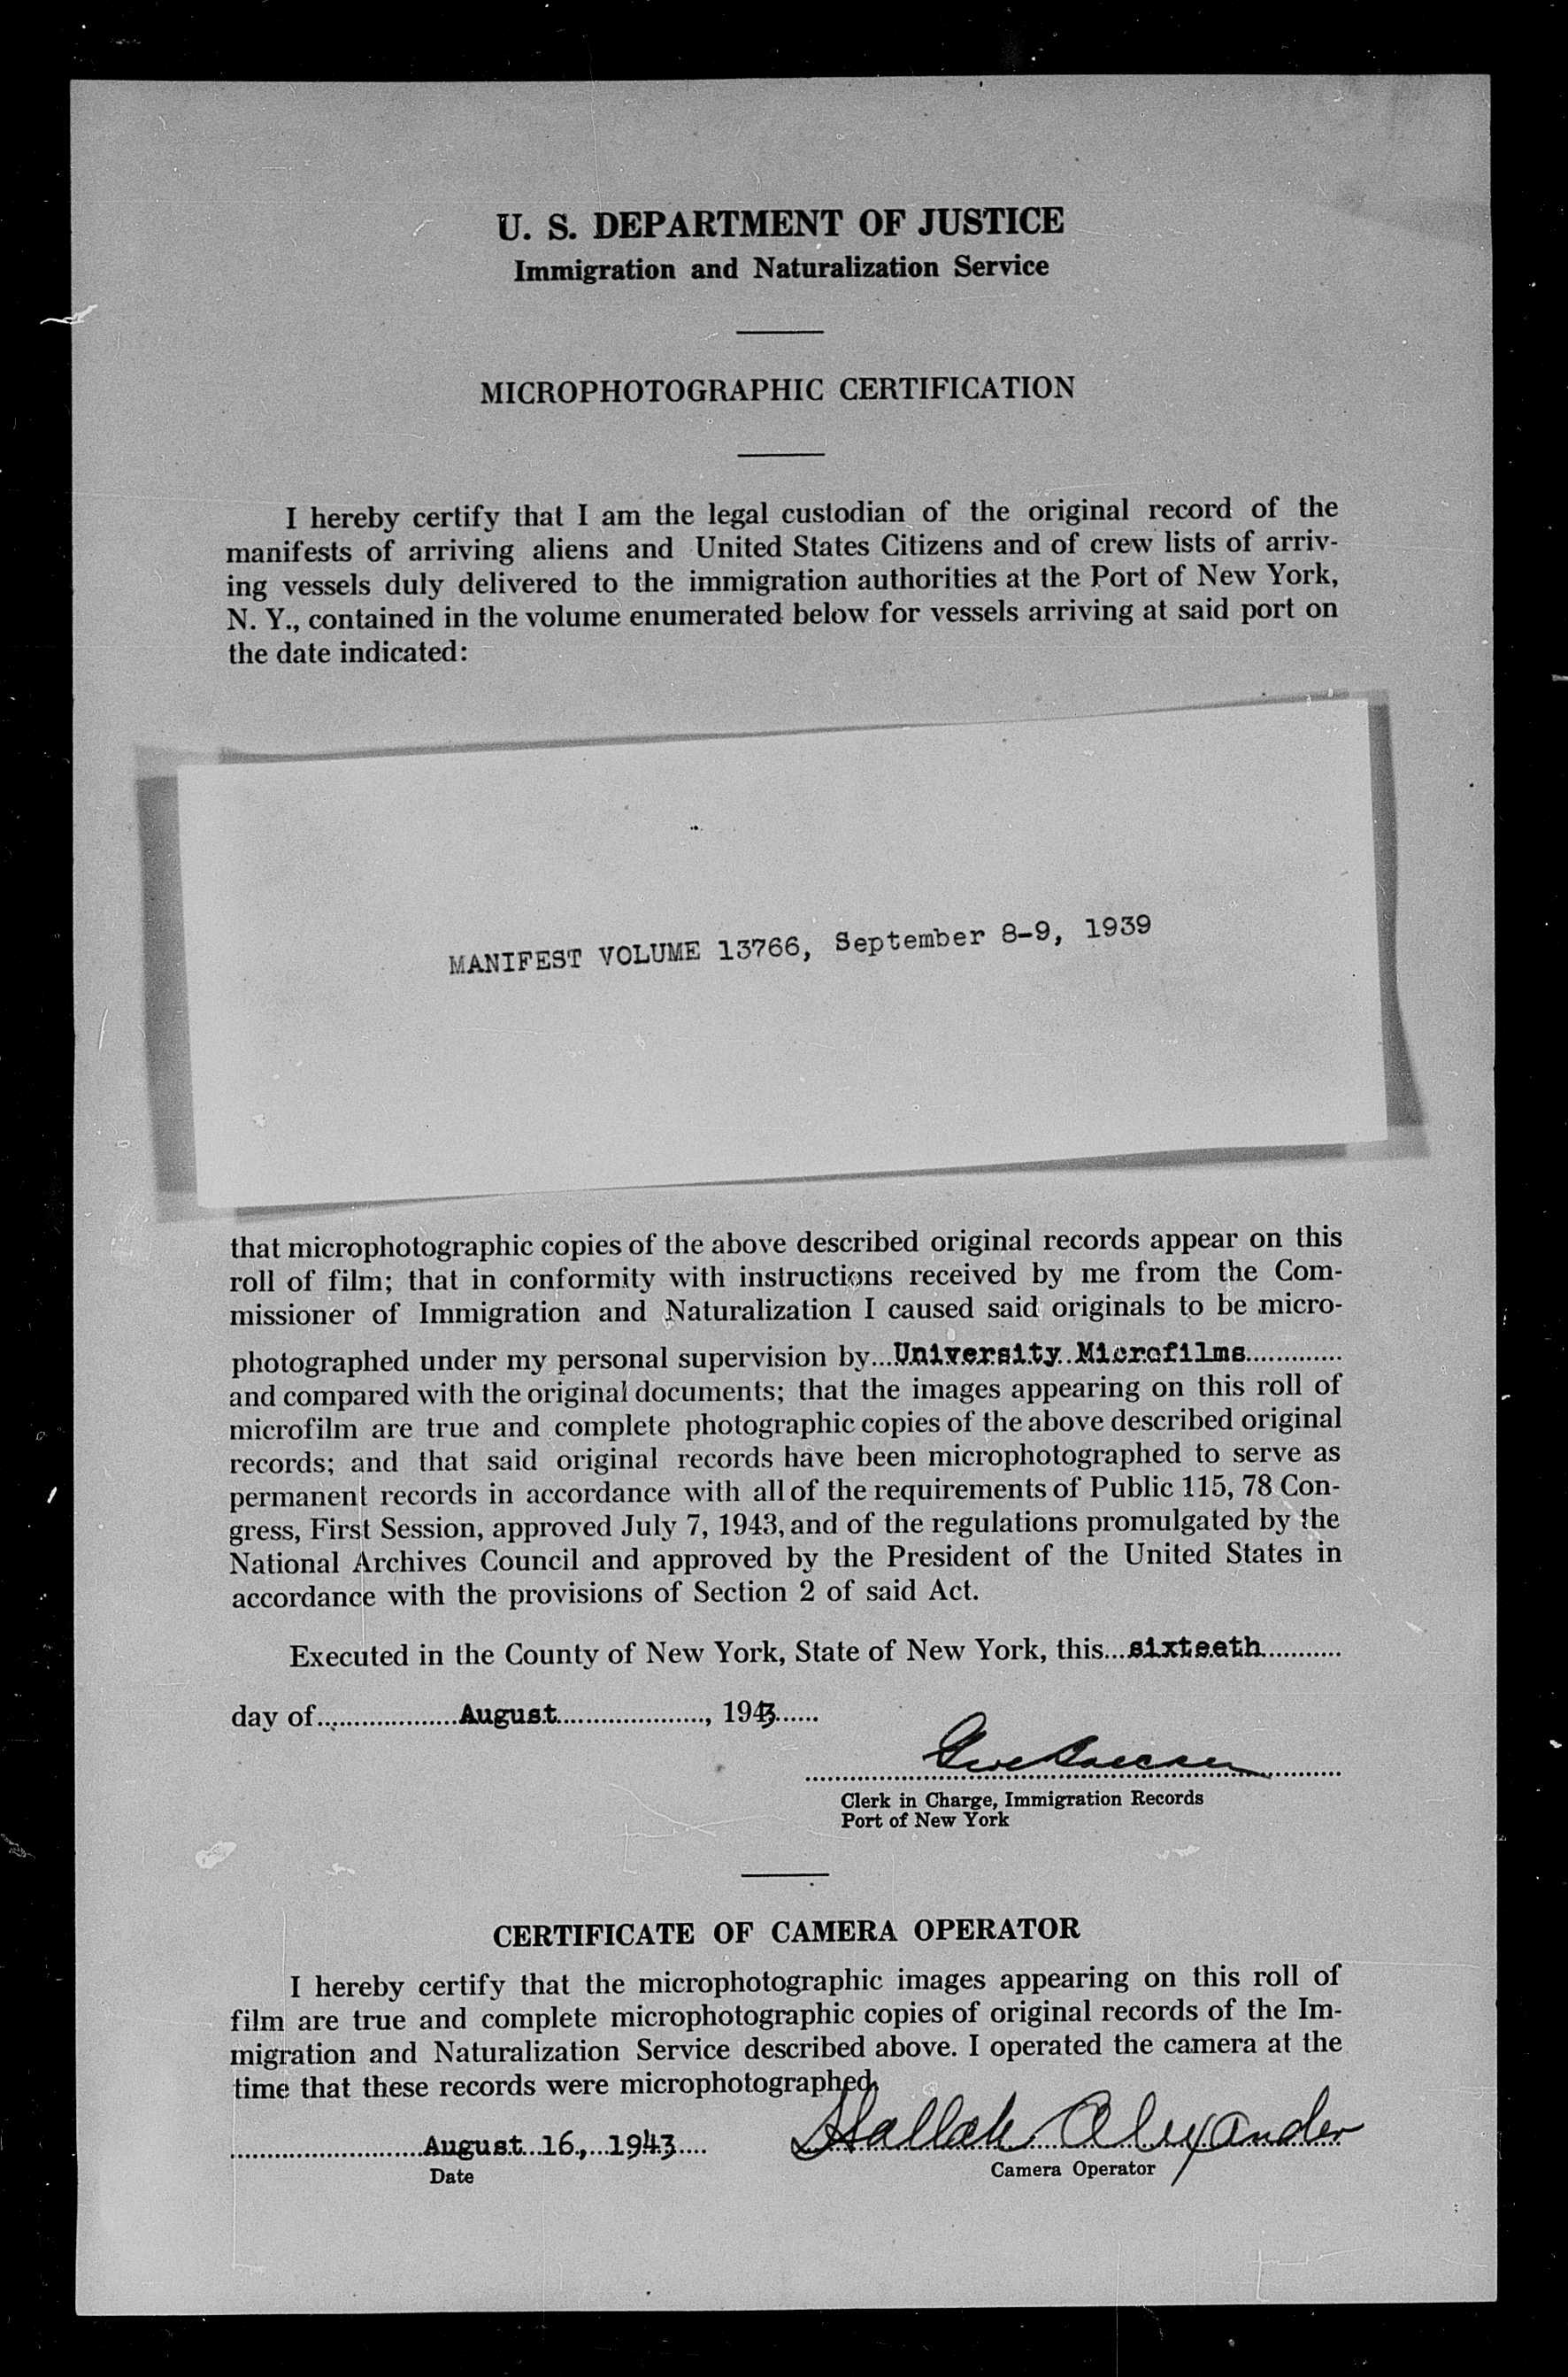 U. S. DEPARTMENT OF JUSTICE
Immigration and Naturalization Service
MICROPHOTOGRAPHIC CERTIFICATION
I hereby certify that I am the legal custodian of the original record of the
manifests of arriving aliens and United States Citizens and of crew lists of arriv-
ing vessels duly delivered to the immigration authorities at the Port of New York,
N. Y., contained in the volume enumerated below for vessels arriving at said port on
the date indicated:
MANIFEST VOLUME 13766, September 8-9, 1939
that microphotographic copies of the above described original records appear on this
roll of film; that in conformity with instructions received by me from the Com-
missioner of Immigration and Naturalization I caused said originals to be micro-
photographed under my personal supervision by...University Microfilms.............
and compared with the original documents; that the images appearing on this roll of
microfilm are true and complete photographic copies of the above described original
records; and that said original records have been microphotographed to serve as
permanent records in accordance with all of the requirements of Public 115, 78 Con-
gress, First Session, approved July 7, 1943, and of the regulations promulgated by the
National Archives Council and approved by the President of the United States in
accordance with the provisions of Section 2 of said Act.
Executed in the County of New York, State of New York, this...sixteeth...........
day of....................August....................., 1943......
Clerk in Charge, Immigration Records
Port of New York
CERTIFICATE OF CAMERA OPERATOR
I hereby certify that the microphotographic images appearing on this roll of
film are true and complete microphotographic copies of original records of the Im-
migration and Naturalization Service described above. I operated the camera at the
time that these records were microphotographed.
..........................August 16, 1943.... Alexander
Date
Camera Operator